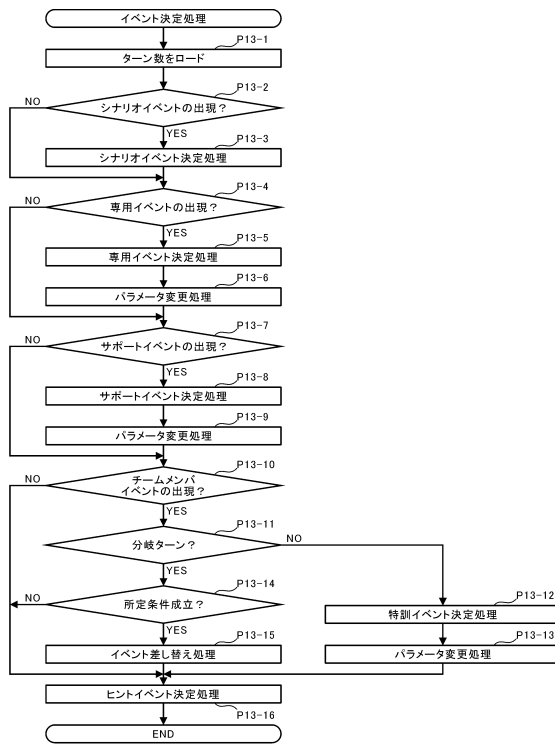 イベント決定処理
P13-1
ターン数をロード
P13-2
シナリオイベントの出現？
NO
YES
P13-3
シナリオイベント決定処理
P13-4
専用イベントの出現？
NO
YES
P13-5
専用イベント決定処理
P13-6
パラメータ変更処理
P13-7
サポートイベントの出現？
NO
YES
P13-8
サポートイベント決定処理
P13-9
パラメータ変更処理
P13-10
チームメンバ
イベントの出現？
NO
YES
P13-11
分岐ターン？
NO
YES
P13-12
特訓イベント決定処理
P13-13
パラメータ変更処理
P13-14
所定条件成立？
NO
YES
P13-15
イベント差し替え処理
ヒントイベント決定処理
P13-16
END